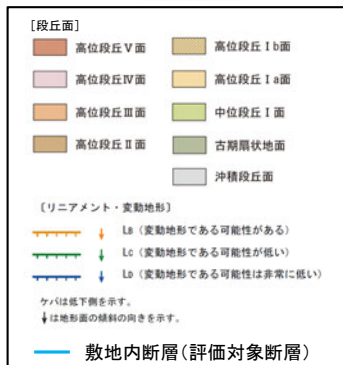 ［段丘面］
高位段丘Ⅴ面
高位段丘Ⅰb面
高位段丘Ⅳ面
高位段丘Ⅰa面
高位段丘Ⅲ面
中位段丘Ⅰ面
高位段丘Ⅱ面
古期扇状地面
沖積段丘面
〔リニアメント・変動地形〕
LB（変動地形である可能性がある）
LC（変動地形である可能性が低い）
LD（変動地形である可能性は非常に低い）
ケバは低下側を示す。
↓は地形面の傾斜の向きを示す。
敷地内断層(評価対象断層)